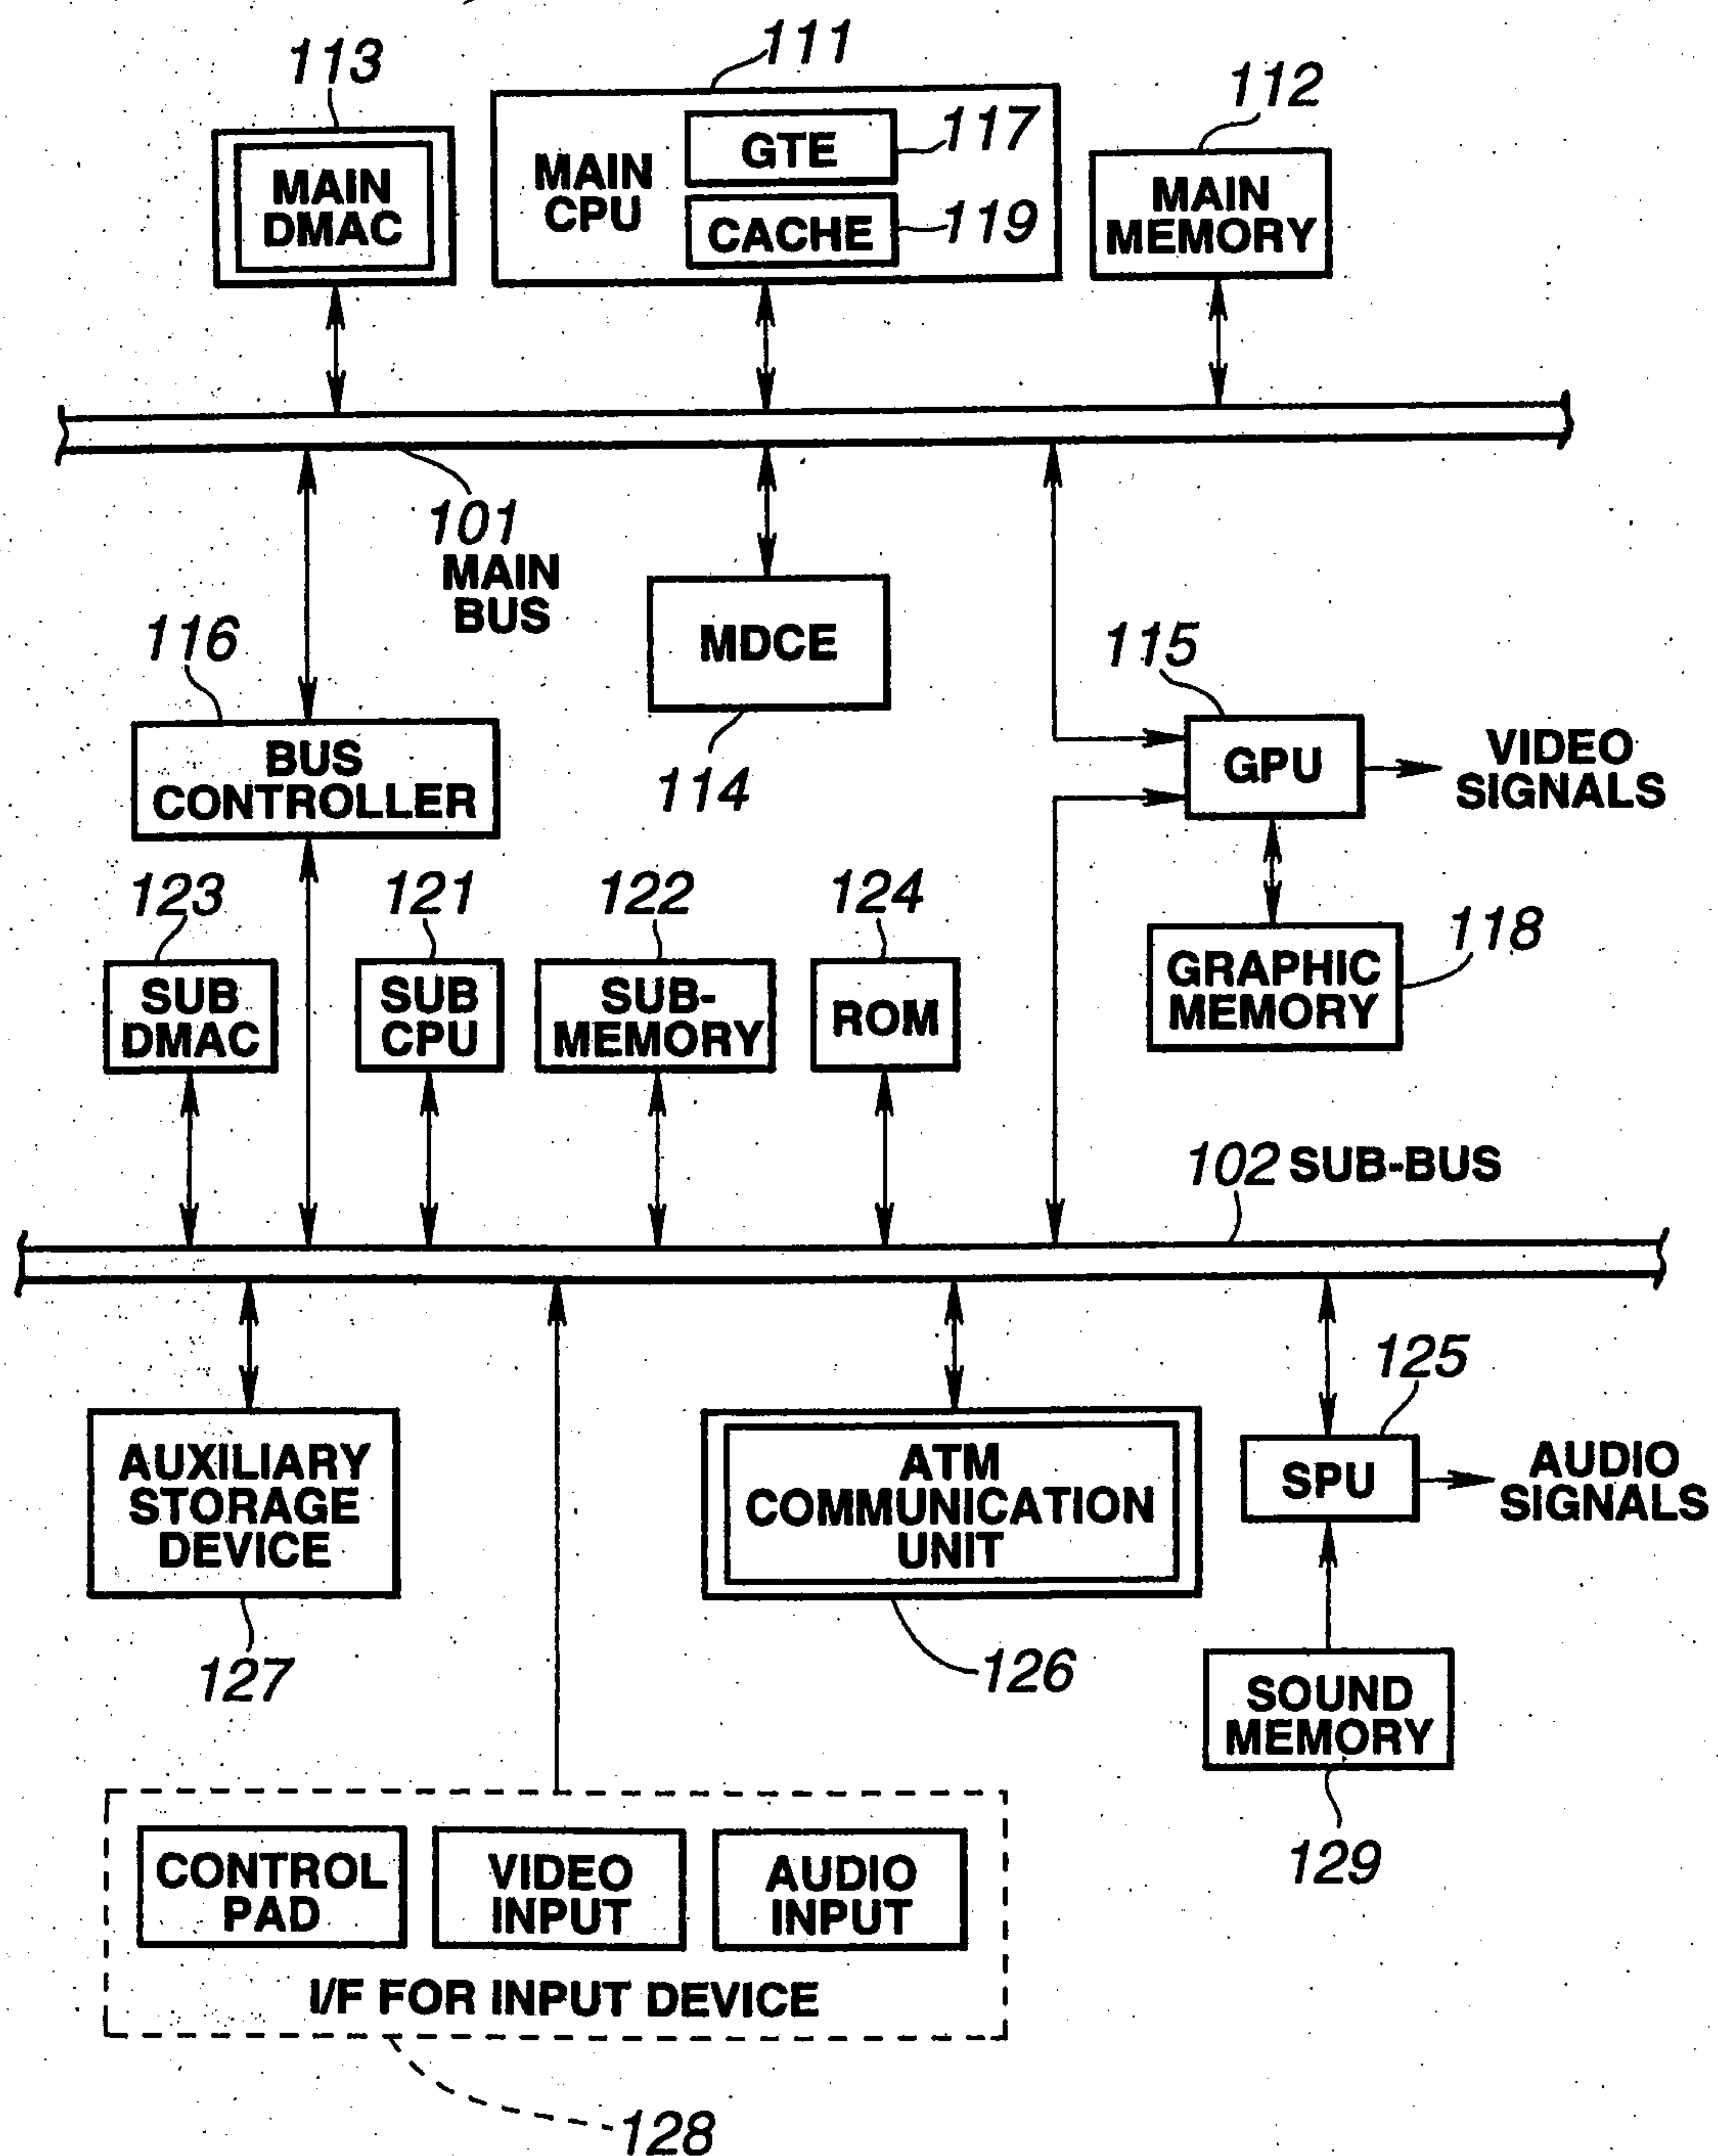 113
111
112
MAIN
DMAC
MAIN
CPU
GTE
117
CACHE
119
MAIN
MEMORY
101
MAIN
BUS
116
MDCE
114
115
BUS
CONTROLLER
GPU
VIDEO
SIGNALS
123
121
122
124
118
SUB
DMAC
SUB
CPU
SUB-
MEMORY
ROM
GRAPHIC
MEMORY
102 SUB-BUS
125
AUXILIARY
STORAGE
DEVICE
ATM
COMMUNICATION
UNIT
SPU
AUDIO
SIGNALS
127
126
SOUND
MEMORY
129
CONTROL
PAD
VIDEO
INPUT
AUDIO
INPUT
I/F FOR INPUT DEVICE
128